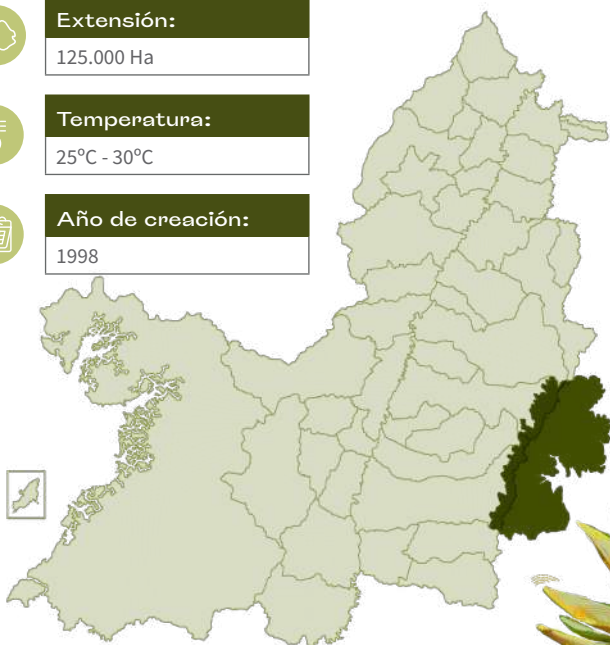 Extensión:
125.000 Ha
Temperatura:
25°C - 30°C
Año de creación:
1998